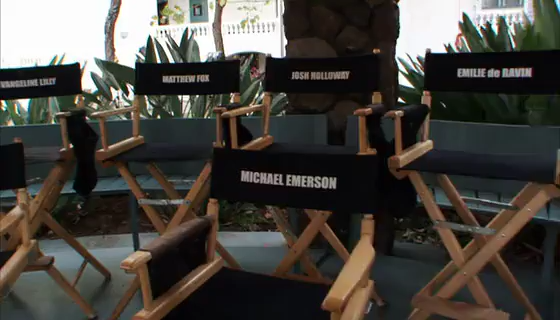 VANGELINE LILLY
MATTHEW FOX
JOSH HOLLOWAY
EMILIE de RAVIN
MICHAEL EMERSON